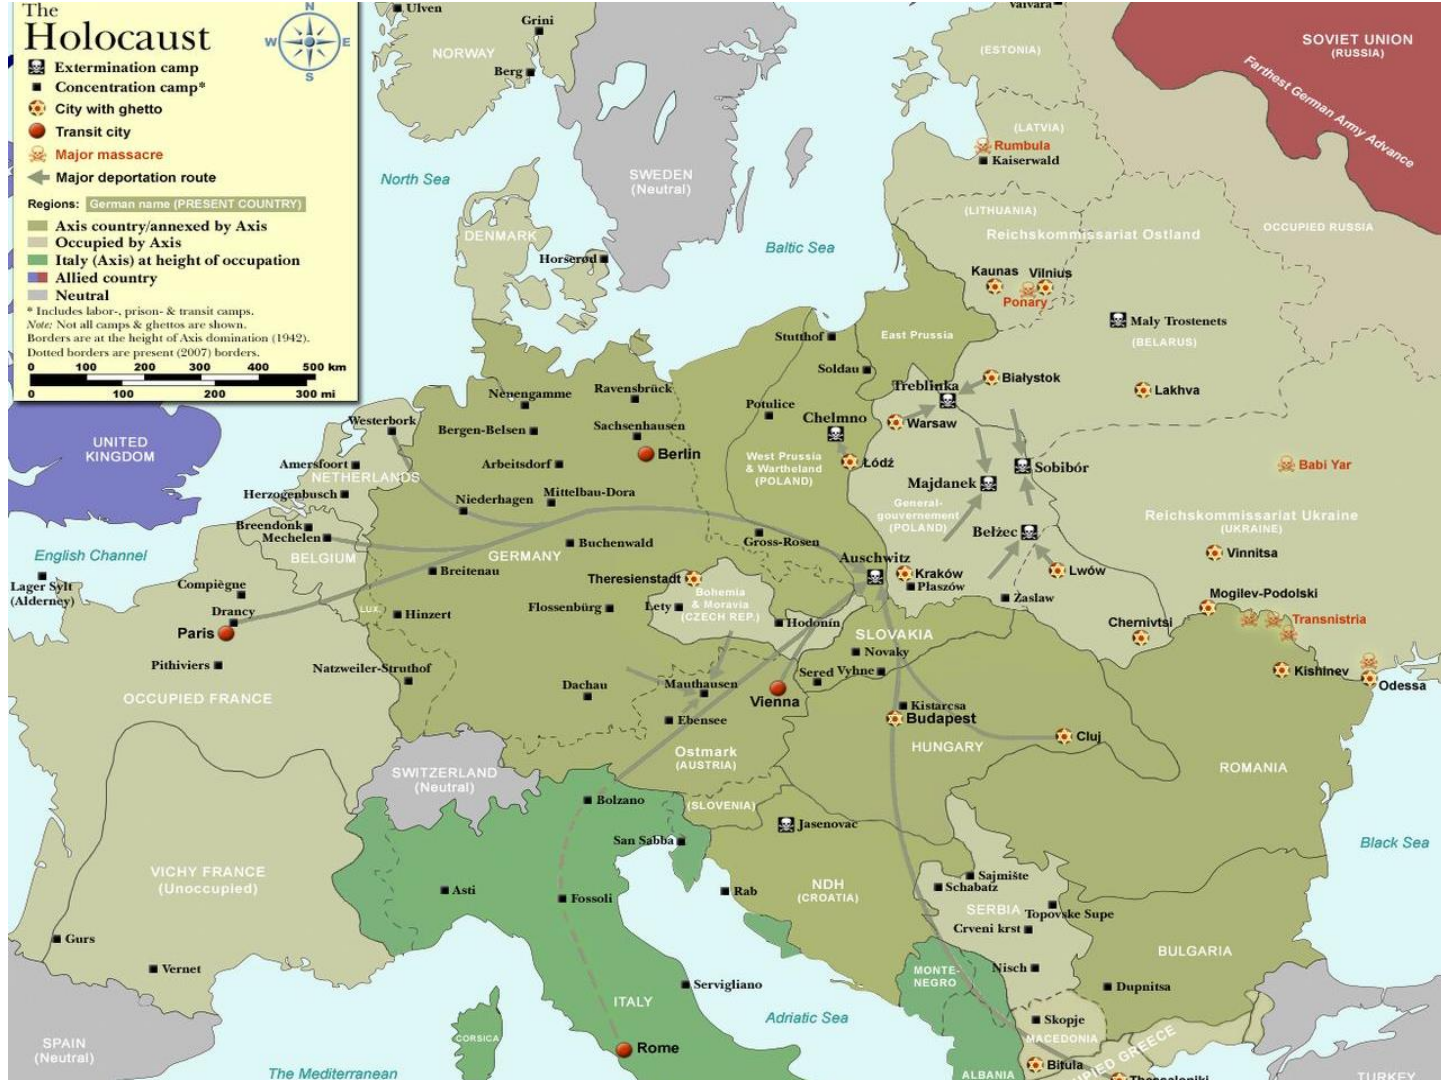 The
Holocaust
Extermination camp
Concentration camp*
City with ghetto
Transit city
Major massacre
Major deportation route
Regions: German name (PRESENT COUNTRY)
Axis country/annexed by Axis
Occupied by Axis
Italy (Axis) at height of occupation
Allied country
Neutral
* Includes labor-, prison- & transit camps.
Note: Not all camps & ghettos are shown.
Borders are at the height of Axis domination (1942).
Dotted borders are present (2007) borders.
0 100 200 300 400 500 km
0 100 200 300 mi
N
W E
S
Ulven
Grini
NORWAY
Berg
Vaivara
(ESTONIA)
SOVIET UNION
(RUSSIA)
Farthest German Army Advance
(LATVIA)
Rumbula
Kaiserwald
North Sea
SWEDEN
(Neutral)
(LITHUANIA)
Reichskommissariat Ostland
OCCUPIED RUSSIA
DENMARK
Horserød
Baltic Sea
Kaunas
Vilnius
Ponary
Maly Trostenets
(BELARUS)
East Prussia
Stutthof
Soldau
Treblinka
Białystok
Lakhva
Nenengamme
Ravensbrück
Potulice
Chelmno
Warsaw
Westerbork
Bergen-Belsen
Sachsenhausen
Berlin
UNITED
KINGDOM
Amersfoort
NETHERLANDS
Arbeitsdorf
West Prussia
& Wartheland
(POLAND)
Łódź
Sobibór
Babi Yar
Majdanek
Herzogenbusch
Niederhagen
Mittelbau-Dora
General-
gouvernement
(POLAND)
Reichskommissariat Ukraine
(UKRAINE)
Breendonk
Mechelen
BELGIUM
GERMANY
Buchenwald
Gross-Rosen
Bełżec
English Channel
Vinnitsa
Auschwitz
Lager Sylt
(Alderney)
Compiègne
Breitenau
Theresienstadt
Kraków
Płaszów
Lwów
Bohemia
& Moravia
(CZECH REP.)
Drancy
LUX.
Hinzert
Flossenbürg
Lety
Hodonín
Zaslaw
Mogilev-Podolski
Transnistria
Paris
SLOVAKIA
Chernivtsi
Pithiviers
Natzweiler-Struthof
Novaky
Sered
Vyhne
Kishinev
Odessa
OCCUPIED FRANCE
Dachau
Mauthausen
Vienna
Ebensee
Kistarcsa
Budapest
Cluj
HUNGARY
Ostmark
(AUSTRIA)
SWITZERLAND
(Neutral)
ROMANIA
Bolzano
(SLOVENIA)
San Sabba
Jasenovac
Black Sea
VICHY FRANCE
(Unoccupied)
Asti
Fossoli
Rab
NDH
(CROATIA)
Sajmište
Schabatz
SERBIA
Topovske Supe
Crveni krst
Gurs
Vernet
BULGARIA
Servigliano
MONTE-
NEGRO
Nisch
Dupnitsa
ITALY
Adriatic Sea
CORSICA
Skopje
MACEDONIA
SPAIN
(Neutral)
Rome
Bitula
OCCUPIED GREECE
The Mediterranean
ALBANIA
Thessaloniki
TURKEY